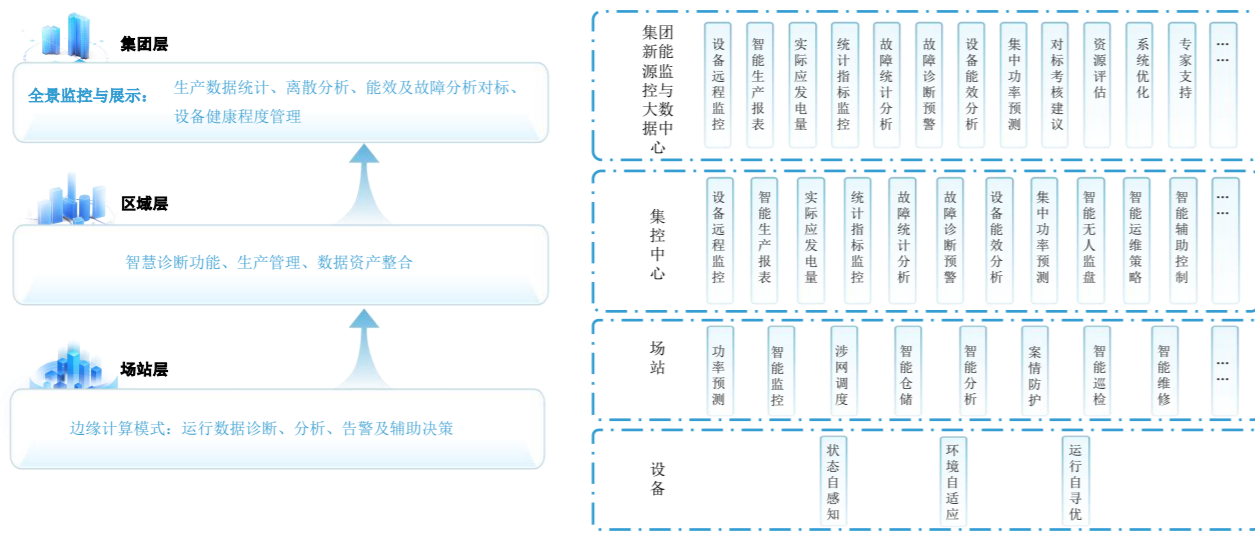 集团层
全景监控与展示：
生产数据统计、离散分析、能效及故障分析对标、
设备健康程度管理
区域层
智慧诊断功能、生产管理、数据资产整合
场站层
边缘计算模式：运行数据诊断、分析、告警及辅助决策
集团新能源监控与大数据中心
设备远程监控
智能生产报表
实际应发电量
统计指标监控
故障统计分析
故障诊断预警
设备能效分析
集中功率预测
对标考核建议
资源评估
系统优化
专家支持
……
集控中心
设备远程监控
智能生产报表
实际应发电量
统计指标监控
故障统计分析
故障诊断预警
设备能效分析
集中功率预测
智能无人监盘
智能运维策略
智能辅助控制
……
场站
功率预测
智能监控
涉网调度
智能仓储
智能分析
案情防护
智能巡检
智能维修
……
设备
状态自感知
环境自适应
运行自寻优